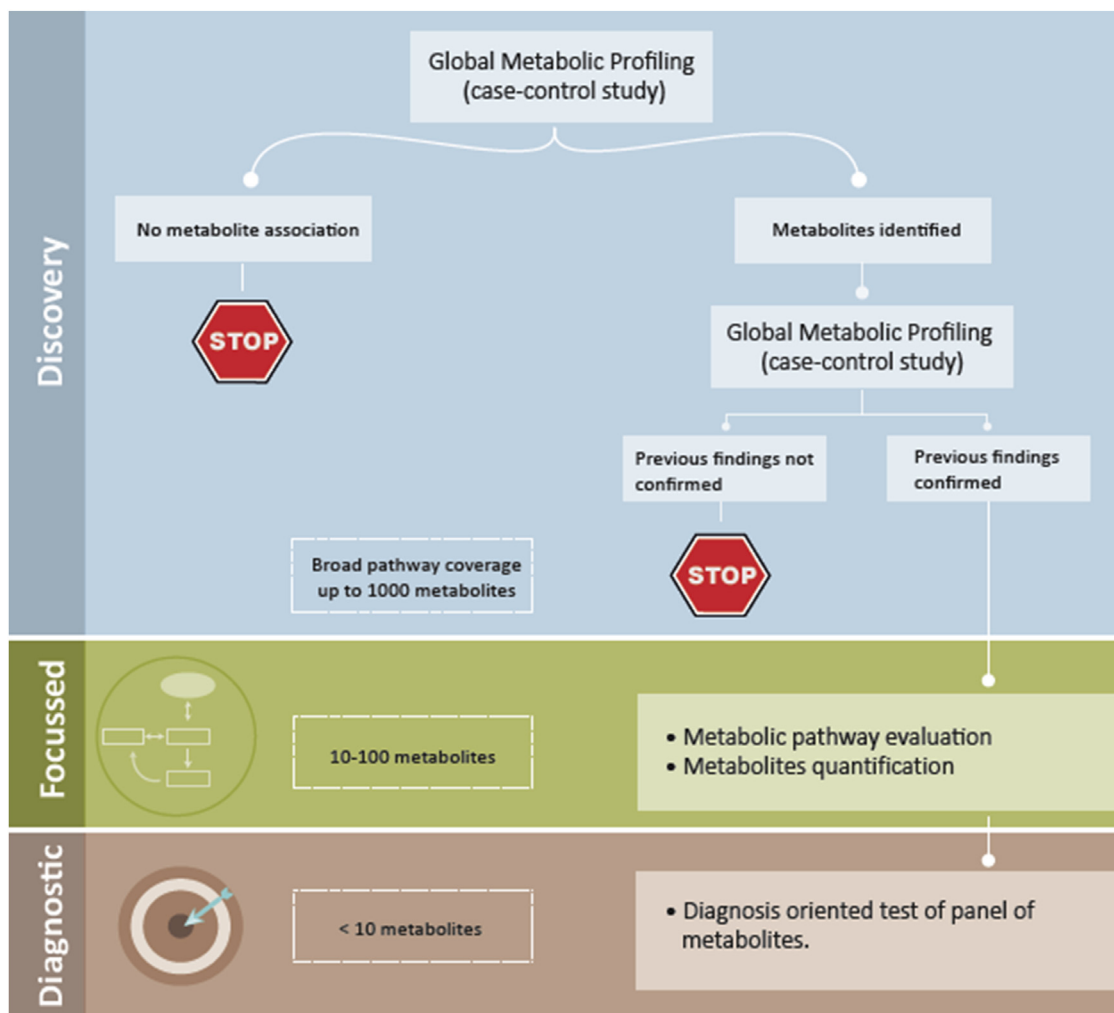 Discovery
Global Metabolic Profiling
(case-control study)
No metabolite association
STOP
Metabolites identified
Global Metabolic Profiling
(case-control study)
Previous findings not
confirmed
STOP
Previous findings
confirmed
Broad pathway coverage
up to 1000 metabolites
Focussed
10-100 metabolites
• Metabolic pathway evaluation
• Metabolites quantification
Diagnostic
< 10 metabolites
• Diagnosis oriented test of panel of
metabolites.